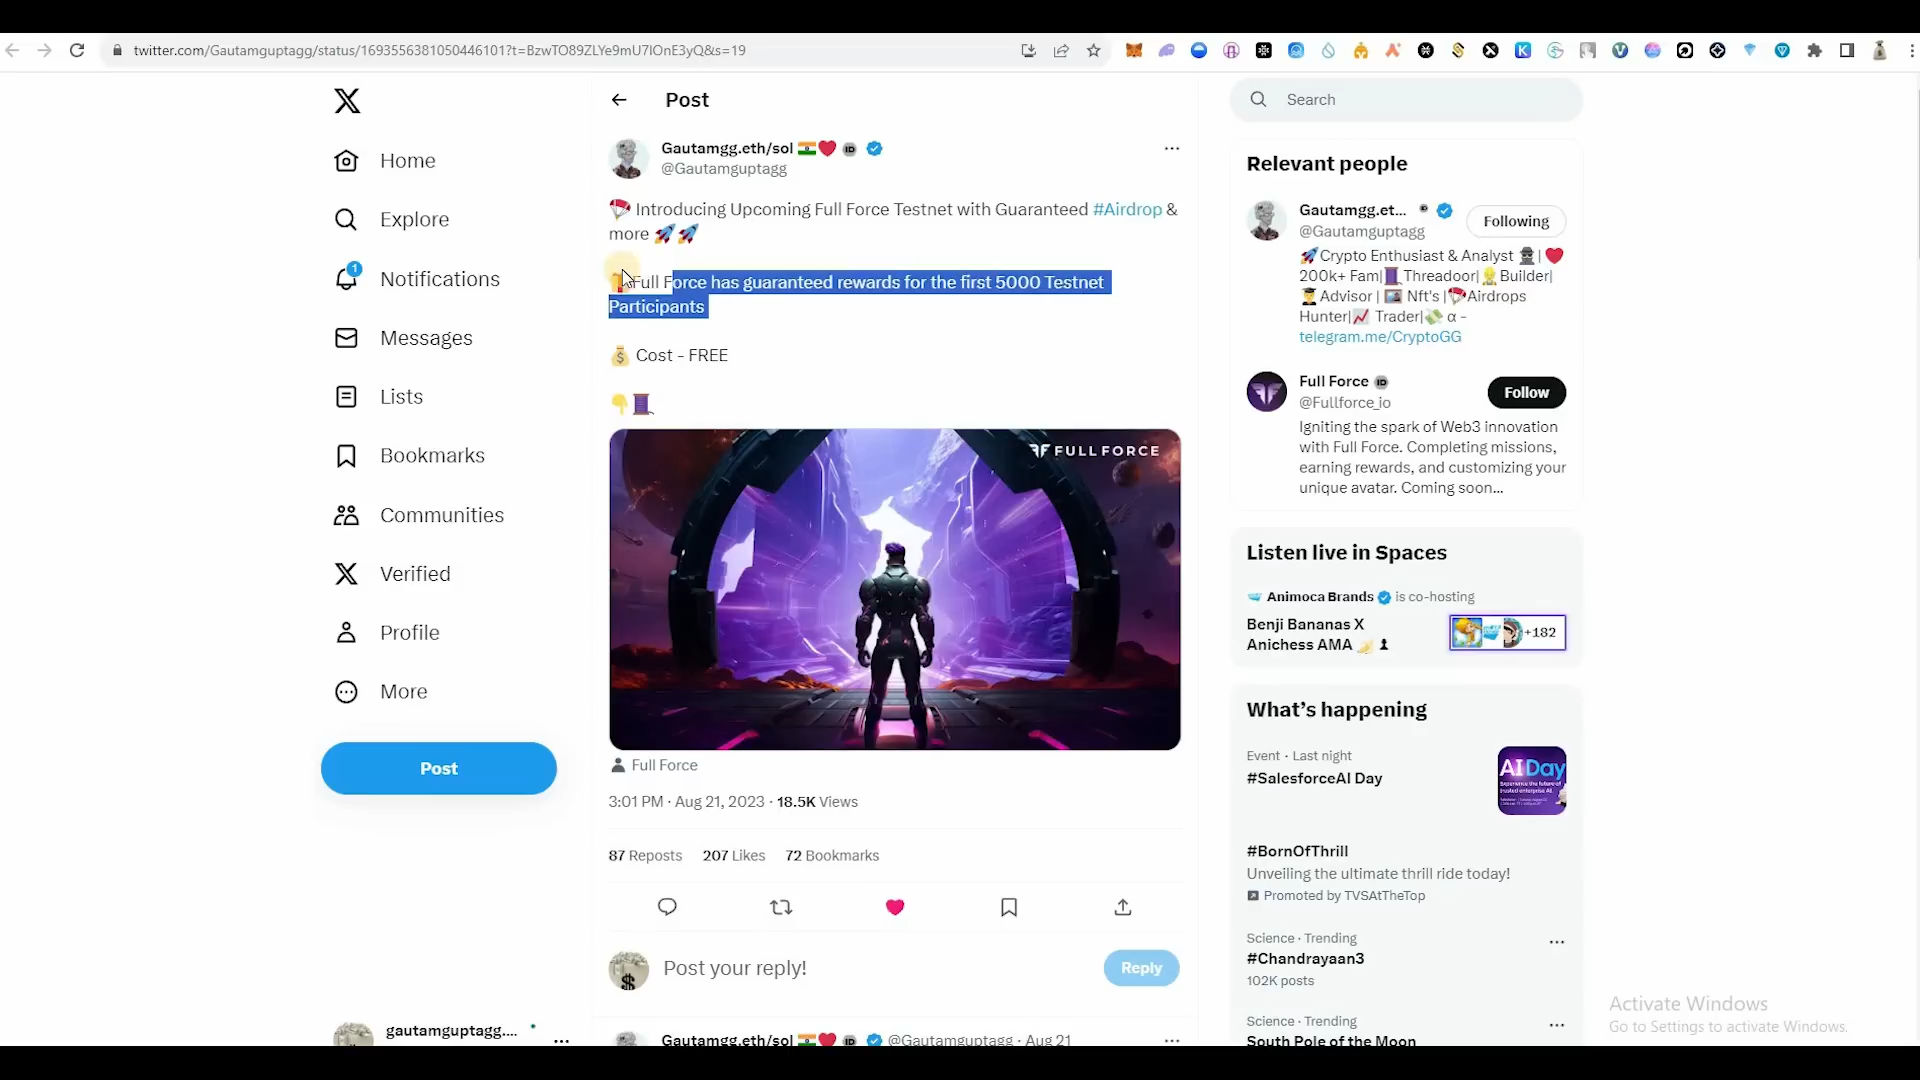 twitter.com/Gautamguptagg/status/1693556381050446101?t=BzwTO89ZLYe9mU7IOnE3yQ&s=19
Post
Search
Home
Explore
1
Notifications
Messages
Lists
Bookmarks
Communities
Verified
Profile
More
Post
gautamguptagg....
Gautamgg.eth/sol
@Gautamguptagg
Introducing Upcoming Full Force Testnet with Guaranteed #Airdrop &
more
Full Force has guaranteed rewards for the first 5000 Testnet
Participants
Cost - FREE
FULL FORCE
Full Force
3:01 PM · Aug 21, 2023 · 18.5K Views
87 Reposts 207 Likes 72 Bookmarks
Post your reply!
Reply
Gautamgg.eth/sol @Gautamguptagg · Aug 21
Relevant people
Gautamgg.et...
@Gautamguptagg
Following
Crypto Enthusiast & Analyst
200k+ Fam| Threadoor| Builder|
Advisor | Nft's | Airdrops
Hunter| Trader| α -
telegram.me/CryptoGG
Full Force
@Fullforce_io
Follow
Igniting the spark of Web3 innovation
with Full Force. Completing missions,
earning rewards, and customizing your
unique avatar. Coming soon...
Listen live in Spaces
Animoca Brands is co-hosting
Benji Bananas X
Anichess AMA
+182
What's happening
Event · Last night
#SalesforceAI Day
AI Day
#BornOfThrill
Unveiling the ultimate thrill ride today!
Promoted by TVSAtTheTop
Science · Trending
#Chandrayaan3
102K posts
Science · Trending
South Pole of the Moon
Activate Windows
Go to Settings to activate Windows.